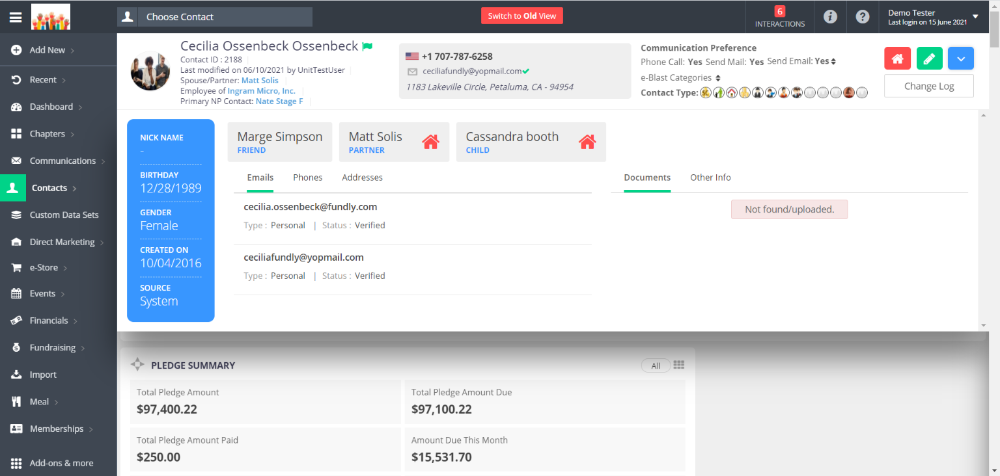 Choose Contact
Switch to Old View
6
INTERACTIONS
Demo Tester
Last login on 15 June 2021
Add New
Recent
Dashboard
Chapters
Communications
Contacts
Custom Data Sets
Direct Marketing
e-Store
Events
Financials
Fundraising
Import
Meal
Memberships
Add-ons & more
Cecilia Ossenbeck Ossenbeck
Contact ID : 2188
Last modified on 06/10/2021 by UnitTestUser
Spouse/Partner: Matt Solis
Employee of Ingram Micro, Inc.
Primary NP Contact: Nate Stage F
+1 707-787-6258
ceciliafundly@yopmail.com
1183 Lakeville Circle, Petaluma, CA - 94954
Communication Preference
Phone Call: Yes Send Mail: Yes Send Email: Yes
e-Blast Categories
Contact Type: SC
Change Log
NICK NAME
-
BIRTHDAY
12/28/1989
GENDER
Female
CREATED ON
10/04/2016
SOURCE
System
Marge Simpson
FRIEND
Matt Solis
PARTNER
Cassandra booth
CHILD
Emails Phones Addresses
cecilia.ossenbeck@fundly.com
Type : Personal | Status : Verified
ceciliafundly@yopmail.com
Type : Personal | Status : Verified
Documents Other Info
Not found/uploaded.
PLEDGE SUMMARY
All
Total Pledge Amount
$97,400.22
Total Pledge Amount Due
$97,100.22
Total Pledge Amount Paid
$250.00
Amount Due This Month
$15,531.70